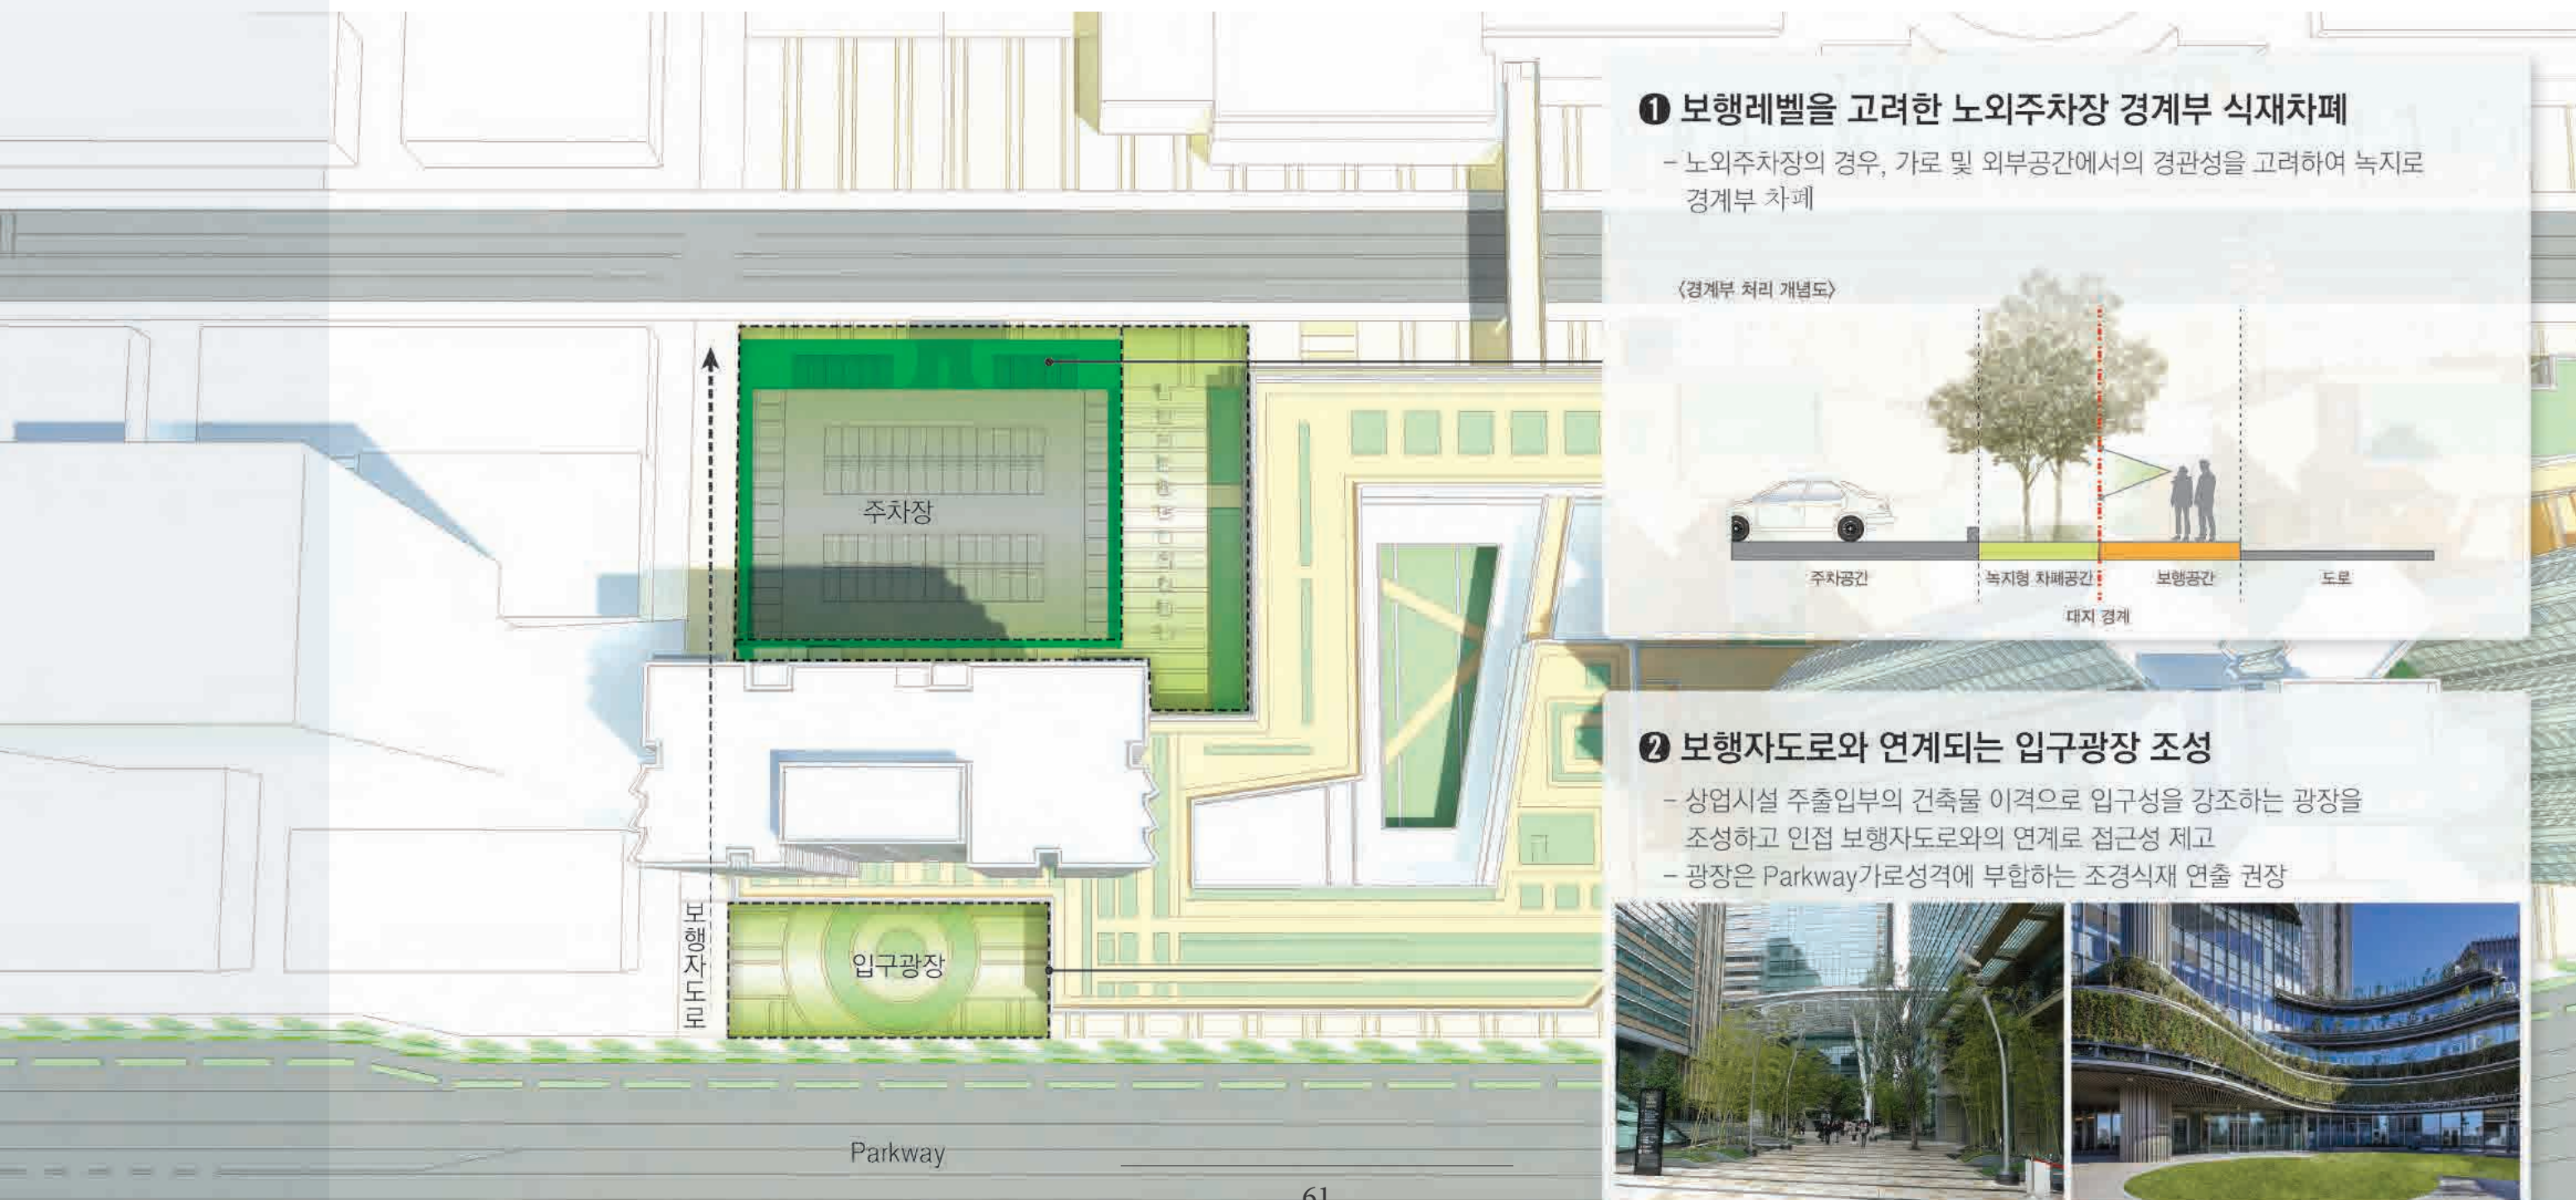 ❶ 보행레벨을 고려한 노외주차장 경계부 식재차폐
– 노외주차장의 경우, 가로 및 외부공간에서의 경관성을 고려하여 녹지로
경계부 차폐
〈경계부 처리 개념도〉
주차공간
녹지형 차폐공간
보행공간
도로
대지 경계
주차장
❷ 보행자도로와 연계되는 입구광장 조성
– 상업시설 주출입부의 건축물 이격으로 입구성을 강조하는 광장을
조성하고 인접 보행자도로와의 연계로 접근성 제고
– 광장은 Parkway가로성격에 부합하는 조경식재 연출 권장
보행자도로
입구광장
Parkway
61